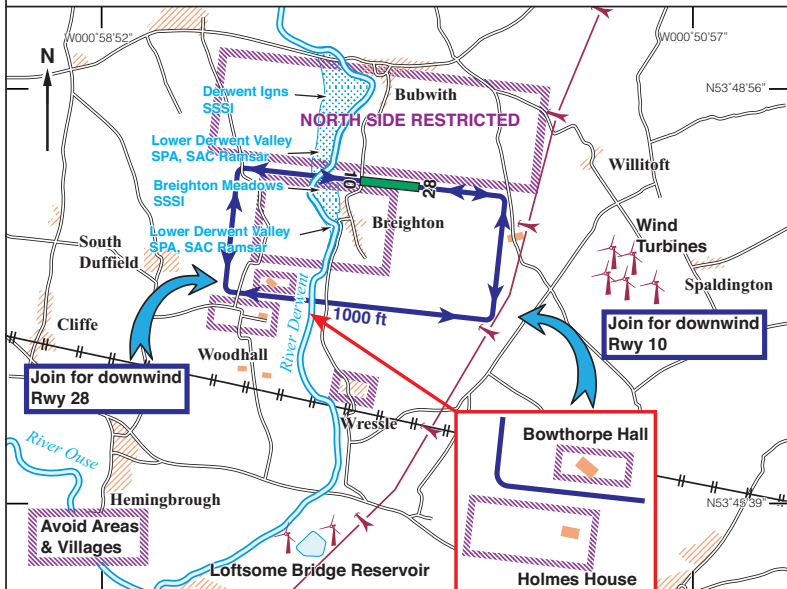 W000°58'52"
W000°50'57"
N
N53°48'56"
Derwent Igns
SSSI
Bubwith
NORTH SIDE RESTRICTED
Lower Derwent Valley
SPA, SAC Ramsar
Willitoft
10
28
Breighton Meadows
SSSI
Breighton
Wind
Turbines
Lower Derwent Valley
SPA, SAC Ramsar
South
Duffield
Spaldington
River Derwent
1000 ft
Cliffe
Join for downwind
Rwy 10
Woodhall
Join for downwind
Rwy 28
Wressle
Bowthorpe Hall
River Ouse
Hemingbrough
N53°45'39"
Avoid Areas
& Villages
Loftsome Bridge Reservoir
Holmes House